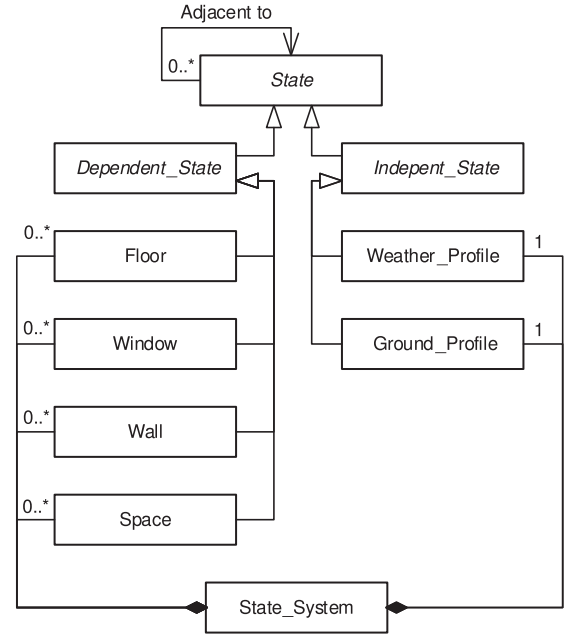 Adjacent to
0..*
State
Dependent_State
Indepent_State
0..*
Floor
Weather_Profile
1
0..*
Window
Ground_Profile
1
0..*
Wall
0..*
Space
State_System